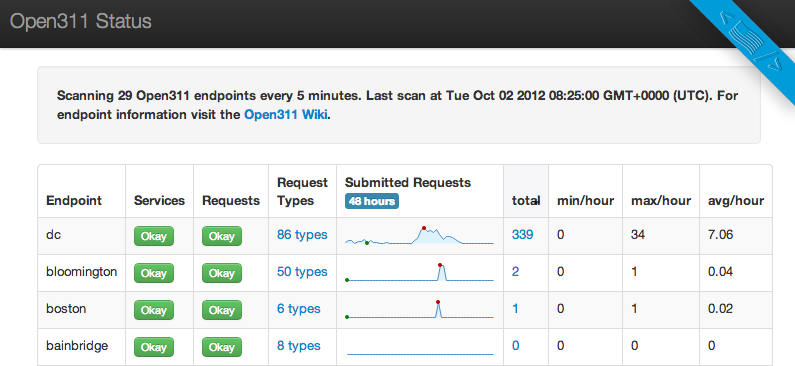 Open311 Status
Scanning 29 Open311 endpoints every 5 minutes. Last scan at Tue Oct 02 2012 08:25:00 GMT+0000 (UTC). For
endpoint information visit the Open311 Wiki.
Endpoint Services Requests Request Types Submitted Requests 48 hours total min/hour max/hour avg/hour
dc Okay Okay 86 types 339 0 34 7.06
bloomington Okay Okay 50 types 2 0 1 0.04
boston Okay Okay 6 types 1 0 1 0.02
bainbridge Okay Okay 8 types 0 0 0 0